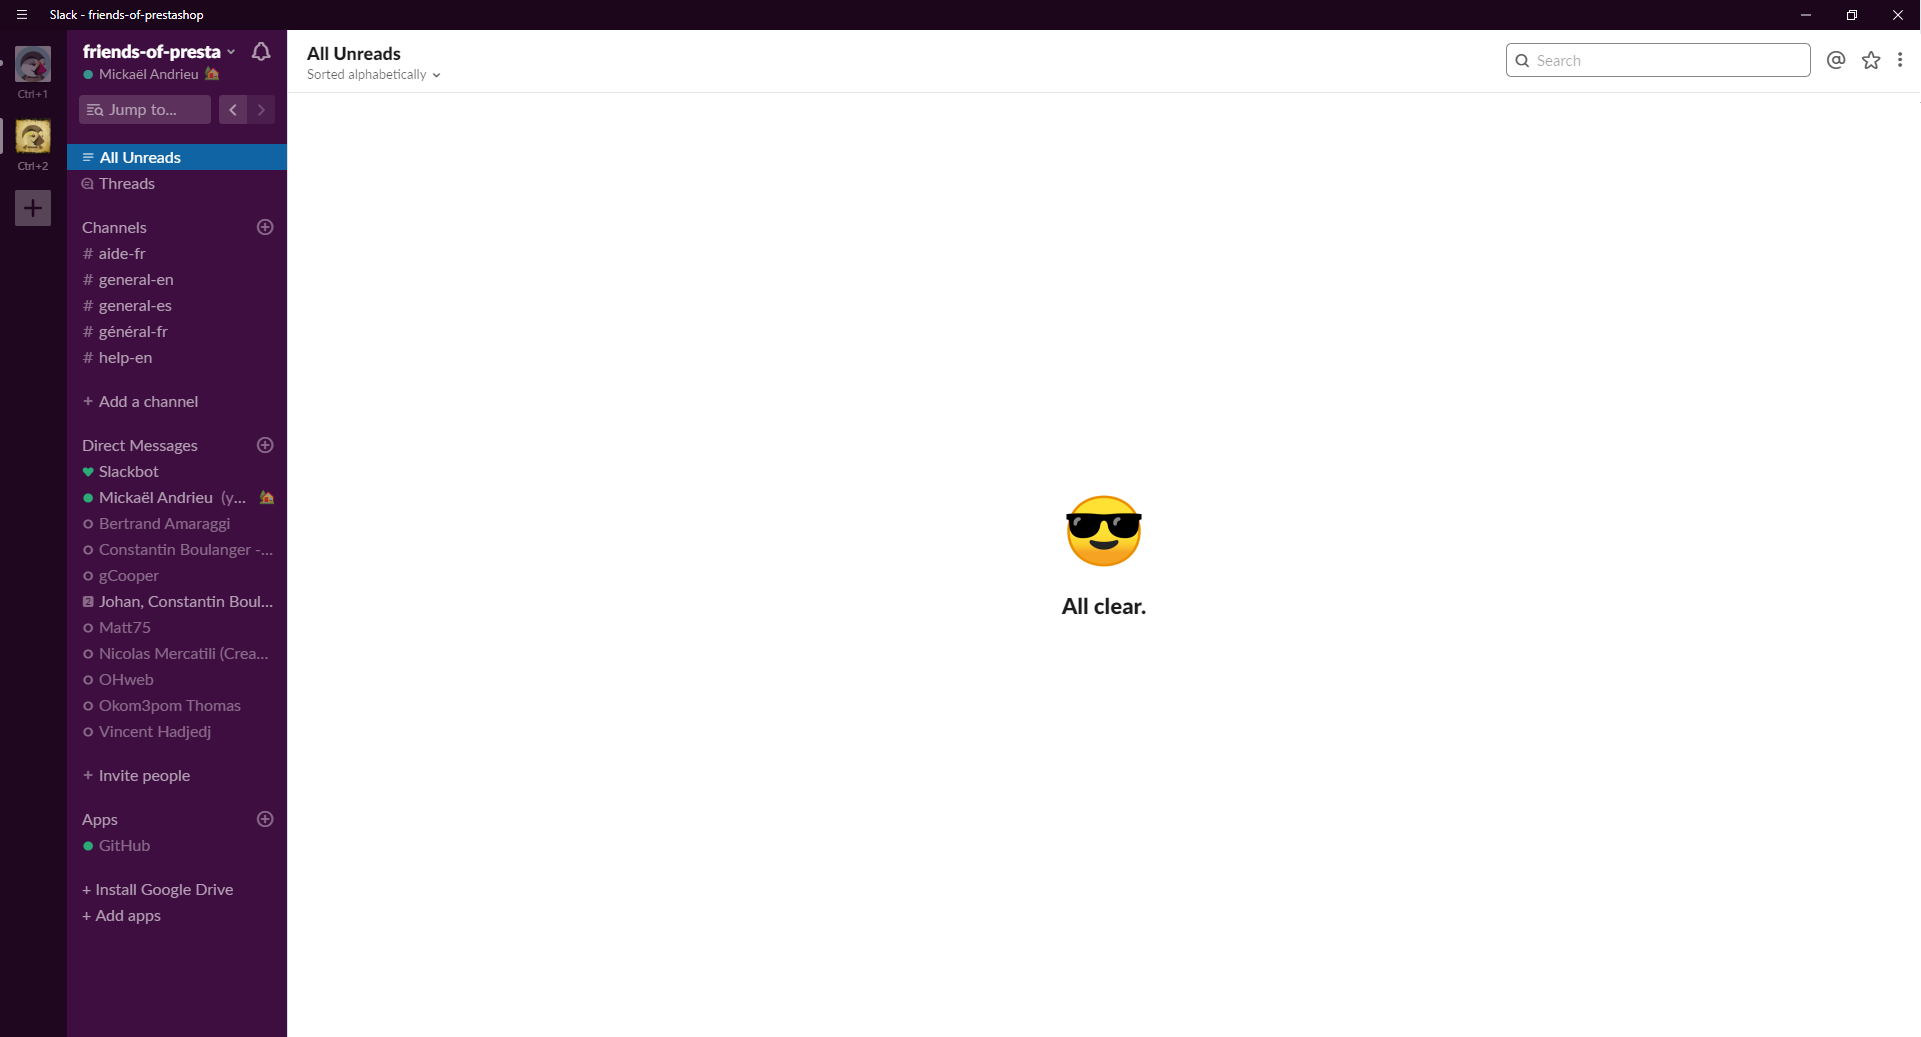 Slack - friends-of-prestashop
Ctrl+1
Ctrl+2
friends-of-presta
Mickaël Andrieu
Jump to...
All Unreads
Threads
Channels
# aide-fr
# general-en
# general-es
# général-fr
# help-en
+ Add a channel
Direct Messages
Slackbot
Mickaël Andrieu (y...
Bertrand Amaraggi
Constantin Boulanger -...
gCooper
2 Johan, Constantin Boul...
Matt75
Nicolas Mercatili (Crea...
OHweb
Okom3pom Thomas
Vincent Hadjedj
+ Invite people
Apps
GitHub
+ Install Google Drive
+ Add apps
All Unreads
Sorted alphabetically
Search
All clear.